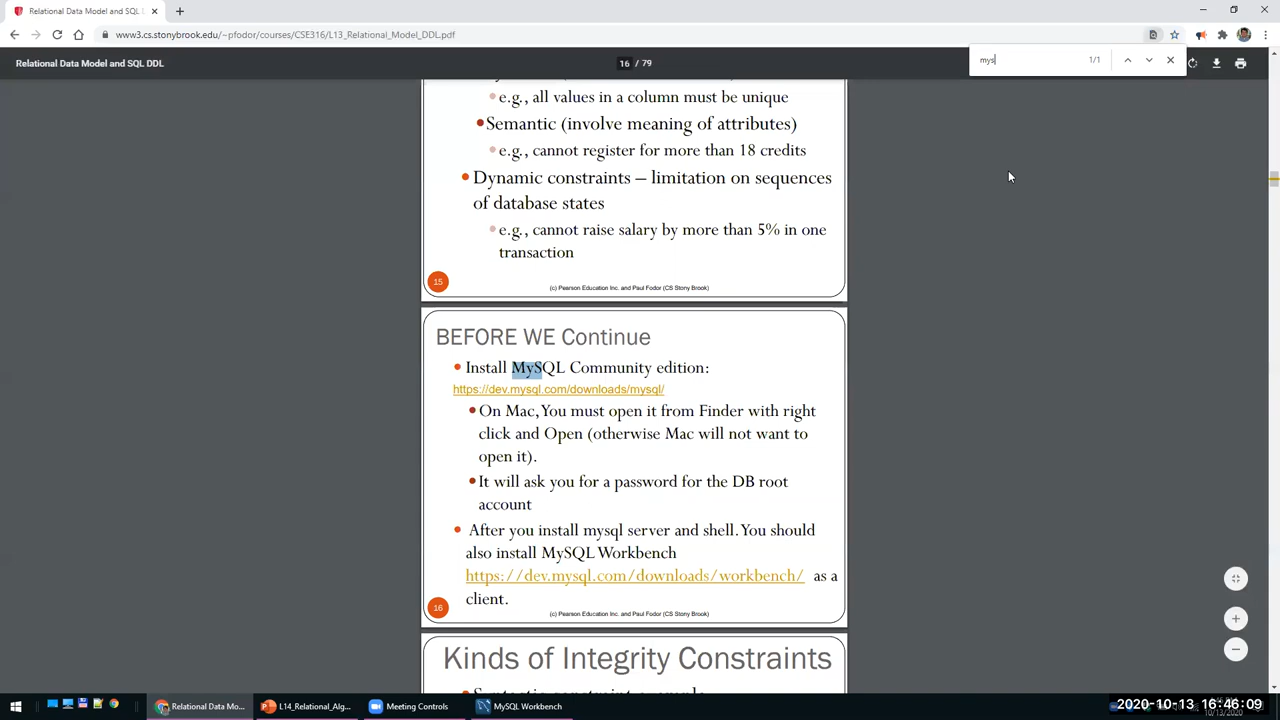 Relational Data Model and SQL D
www3.cs.stonybrook.edu/~pfodor/courses/CSE316/L13_Relational_Model_DDL.pdf
mys
1/1
Relational Data Model and SQL DDL
16 / 79
e.g., all values in a column must be unique
Semantic (involve meaning of attributes)
e.g., cannot register for more than 18 credits
Dynamic constraints – limitation on sequences
of database states
e.g., cannot raise salary by more than 5% in one
transaction
15
(c) Pearson Education Inc. and Paul Fodor (CS Stony Brook)
BEFORE WE Continue
Install MySQL Community edition:
https://dev.mysql.com/downloads/mysql/
On Mac, You must open it from Finder with right
click and Open (otherwise Mac will not want to
open it).
It will ask you for a password for the DB root
account
After you install mysql server and shell. You should
also install MySQL Workbench
https://dev.mysql.com/downloads/workbench/ as a
client.
16
(c) Pearson Education Inc. and Paul Fodor (CS Stony Brook)
Kinds of Integrity Constraints
Relational Data Mo...
L14_Relational_Alg...
Meeting Controls
MySQL Workbench
2020-10-13 16:46:09
10/13/2020